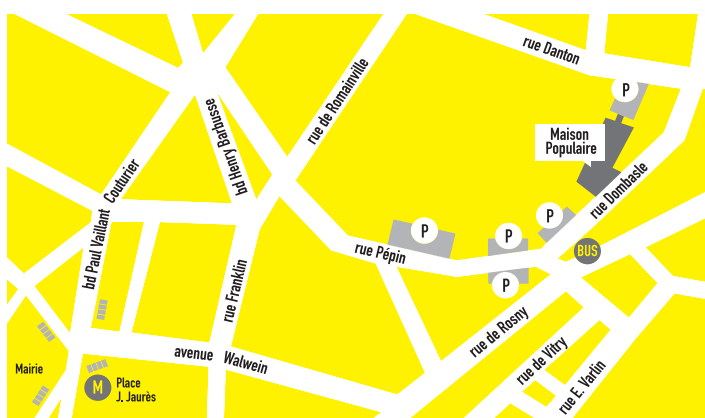 rue Danton
P
rue de Romainville
Maison
Populaire
bd Henry Barbusse
rue Dombasle
bd Paul Vaillant Couturier
P
P
P
rue Pépin
BUS
rue Franklin
P
rue de Rosny
avenue Walwein
rue de Vitry
rue E. Varlin
Mairie
M
Place
J. Jaurès